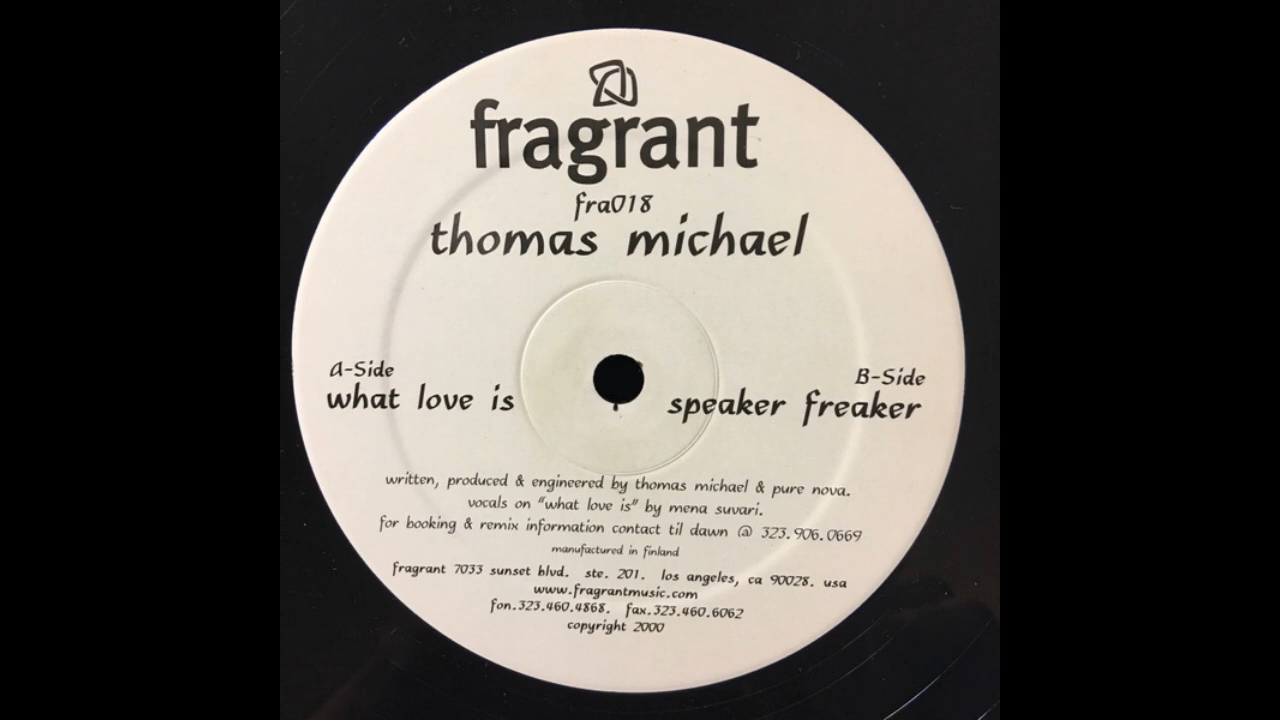 fragrant
fra018
thomas michael
A-Side
what love is
B-Side
speaker freaker
written, produced & engineered by thomas michael & pure nova.
vocals on "what love is" by mena suvari.
for booking & remix information contact til dawn @ 323.906.0669
manufactured in finland
fragrant 7033 sunset blvd. ste. 201. los angeles, ca 90028. usa
www.fragrantmusic.com
fon.323.460.4868. fax.323.460.6062
copyright 2000